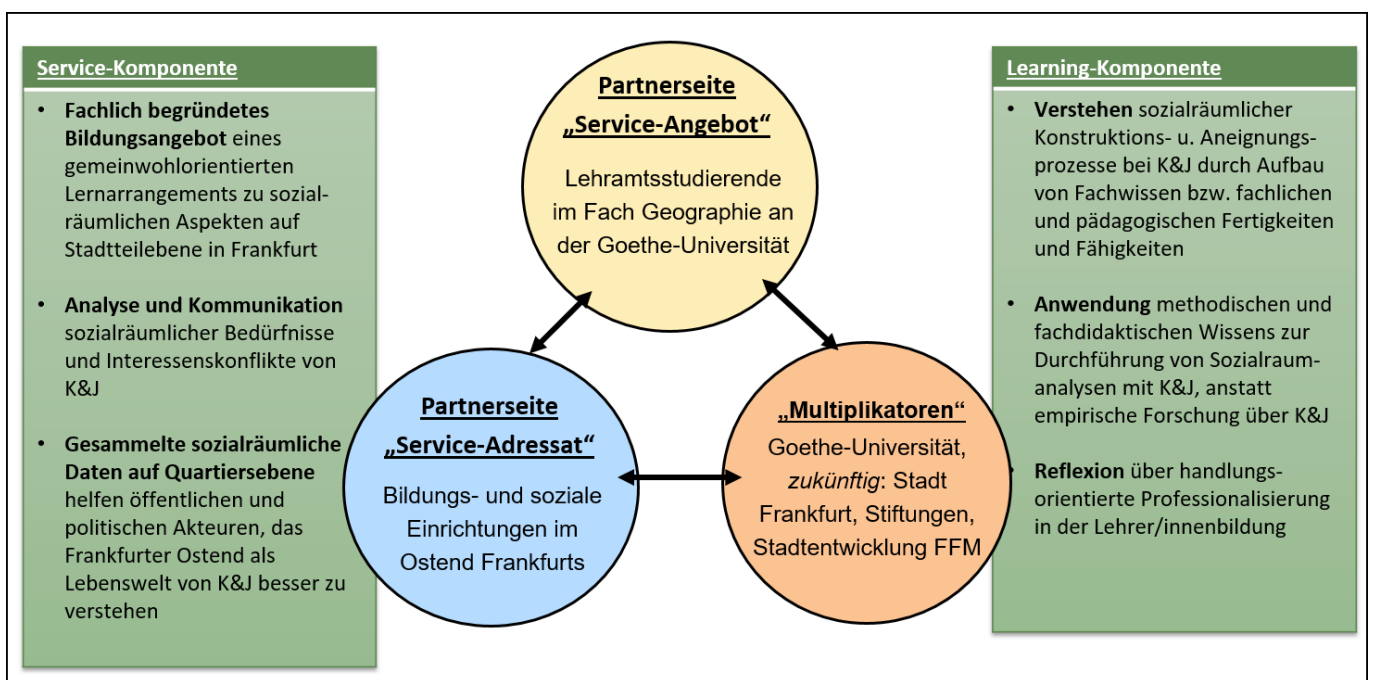 Service-Komponente
• Fachlich begründetes
Bildungsangebot eines
gemeinwohlorientierten
Lernarrangements zu sozial-
räumlichen Aspekten auf
Stadtteilebene in Frankfurt
• Analyse und Kommunikation
sozialräumlicher Bedürfnisse
und Interessenskonflikte von
K&J
• Gesammelte sozialräumliche
Daten auf Quartiersebene
helfen öffentlichen und
politischen Akteuren, das
Frankfurter Ostend als
Lebenswelt von K&J besser zu
verstehen
Partnerseite
„Service-Angebot“
Lehramtsstudierende
im Fach Geographie an
der Goethe-Universität
Partnerseite
„Service-Adressat“
Bildungs- und soziale
Einrichtungen im
Ostend Frankfurts
„Multiplikatoren“
Goethe-Universität,
zukünftig: Stadt
Frankfurt, Stiftungen,
Stadtentwicklung FFM
Learning-Komponente
• Verstehen sozialräumlicher
Konstruktions- u. Aneignungs-
prozesse bei K&J durch Aufbau
von Fachwissen bzw. fachlichen
und pädagogischen Fertigkeiten
und Fähigkeiten
• Anwendung methodischen und
fachdidaktischen Wissens zur
Durchführung von Sozialraum-
analysen mit K&J, anstatt
empirische Forschung über K&J
• Reflexion über handlungs-
orientierte Professionalisierung
in der Lehrer/innenbildung